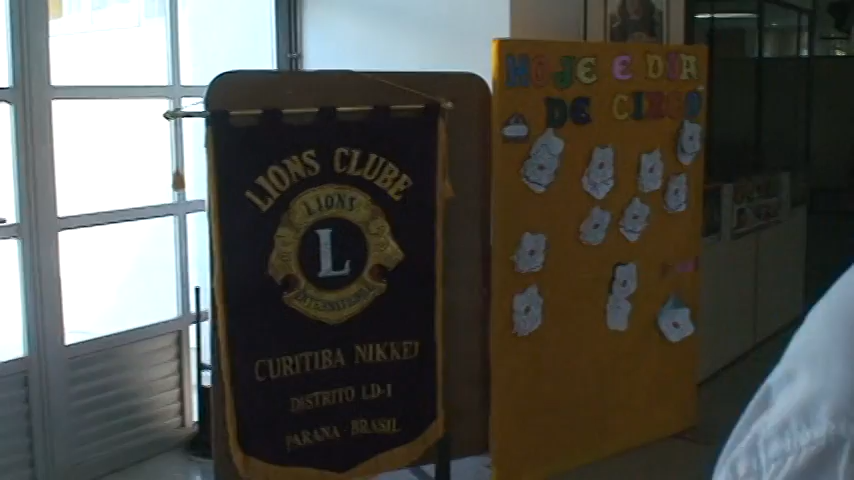 LIONS CLUBE
LIONS
L
INTERNATIONAL
CURITIBA NIKKEI
DISTRITO LD-1
PARANA - BRASIL
HOJE E DIA
DE CIRCO